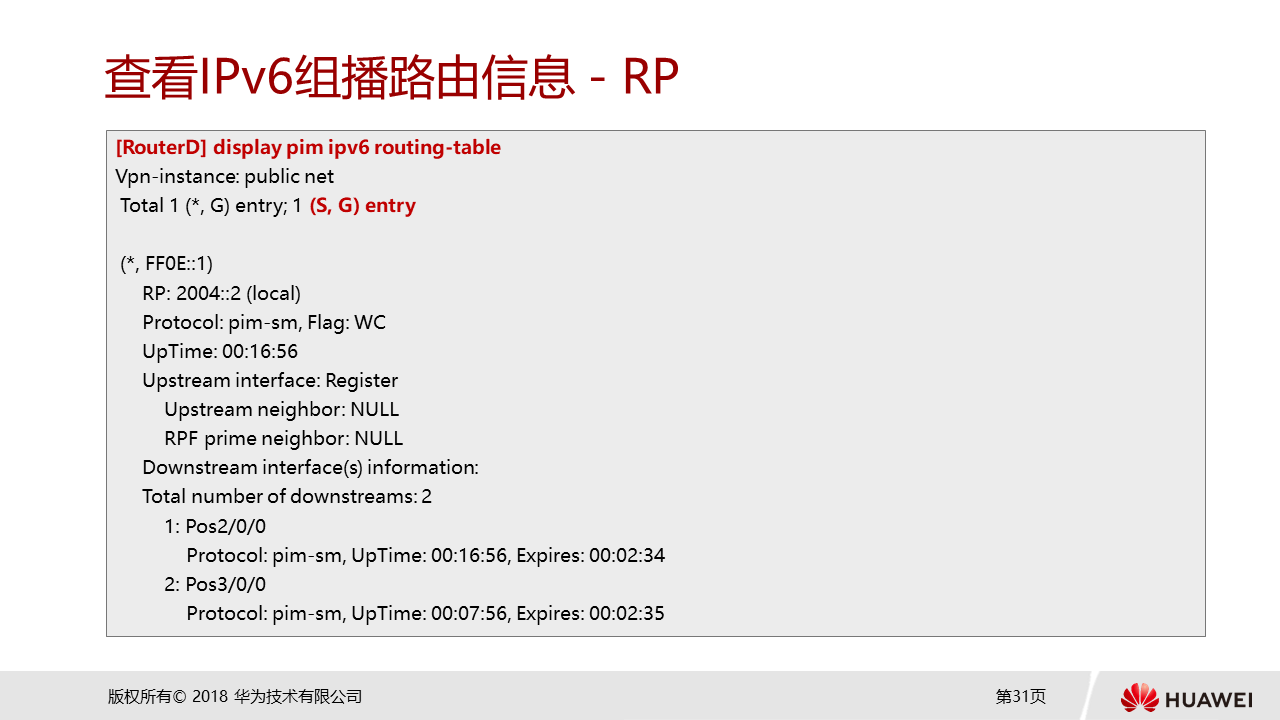 查看IPv6组播路由信息 - RP
[RouterD] display pim ipv6 routing-table
Vpn-instance: public net
Total 1 (*, G) entry; 1 (S, G) entry
(*, FF0E::1)
RP: 2004::2 (local)
Protocol: pim-sm, Flag: WC
UpTime: 00:16:56
Upstream interface: Register
Upstream neighbor: NULL
RPF prime neighbor: NULL
Downstream interface(s) information:
Total number of downstreams: 2
1: Pos2/0/0
Protocol: pim-sm, UpTime: 00:16:56, Expires: 00:02:34
2: Pos3/0/0
Protocol: pim-sm, UpTime: 00:07:56, Expires: 00:02:35
版权所有© 2018 华为技术有限公司
第31页
HUAWEI